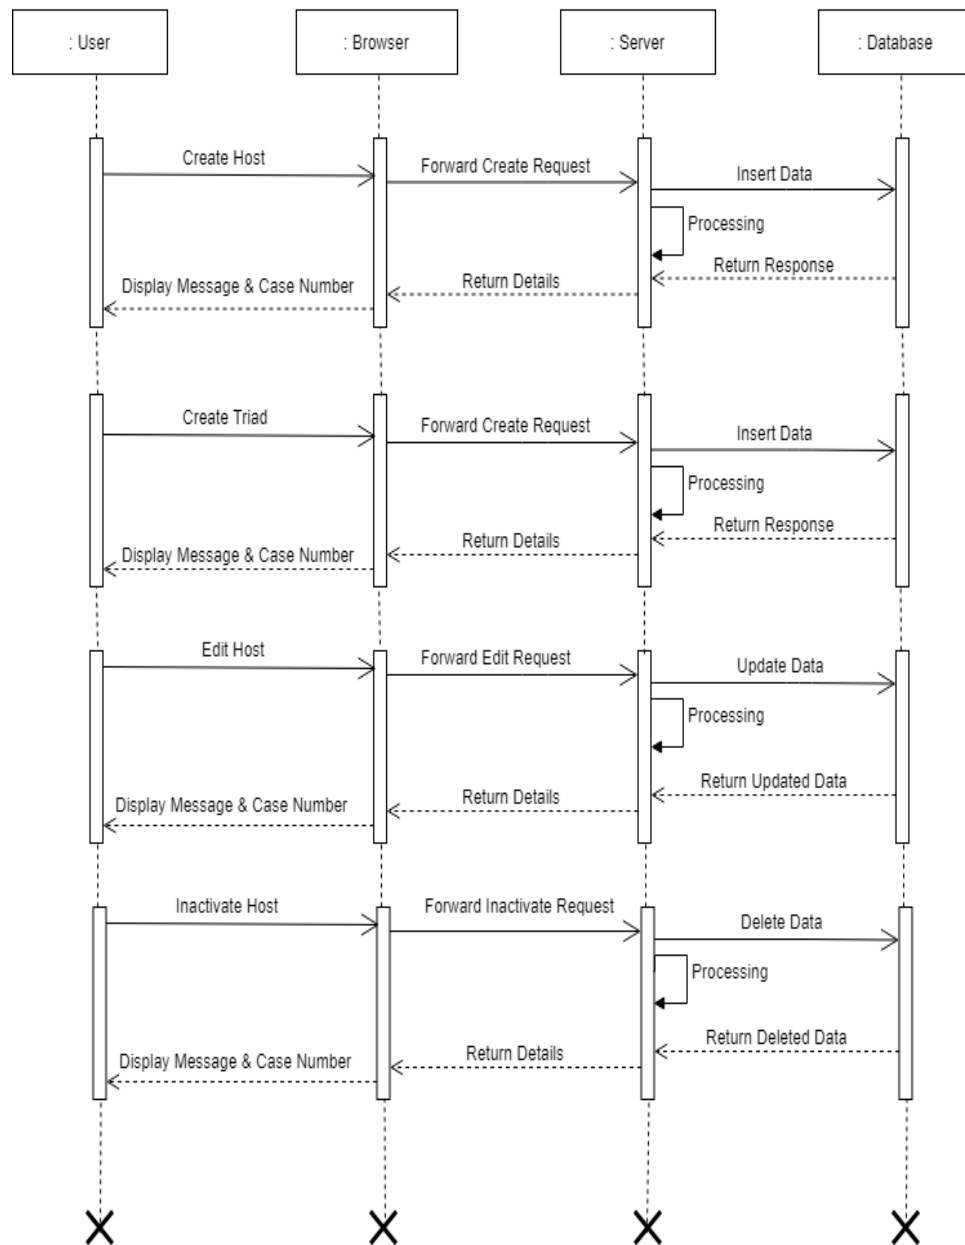 : User
: Browser
: Server
: Database
Create Host
Forward Create Request
Insert Data
Processing
Return Response
Return Details
Display Message & Case Number
Create Triad
Forward Create Request
Insert Data
Processing
Return Response
Return Details
Display Message & Case Number
Edit Host
Forward Edit Request
Update Data
Processing
Return Updated Data
Return Details
Display Message & Case Number
Inactivate Host
Forward Inactivate Request
Delete Data
Processing
Return Deleted Data
Return Details
Display Message & Case Number